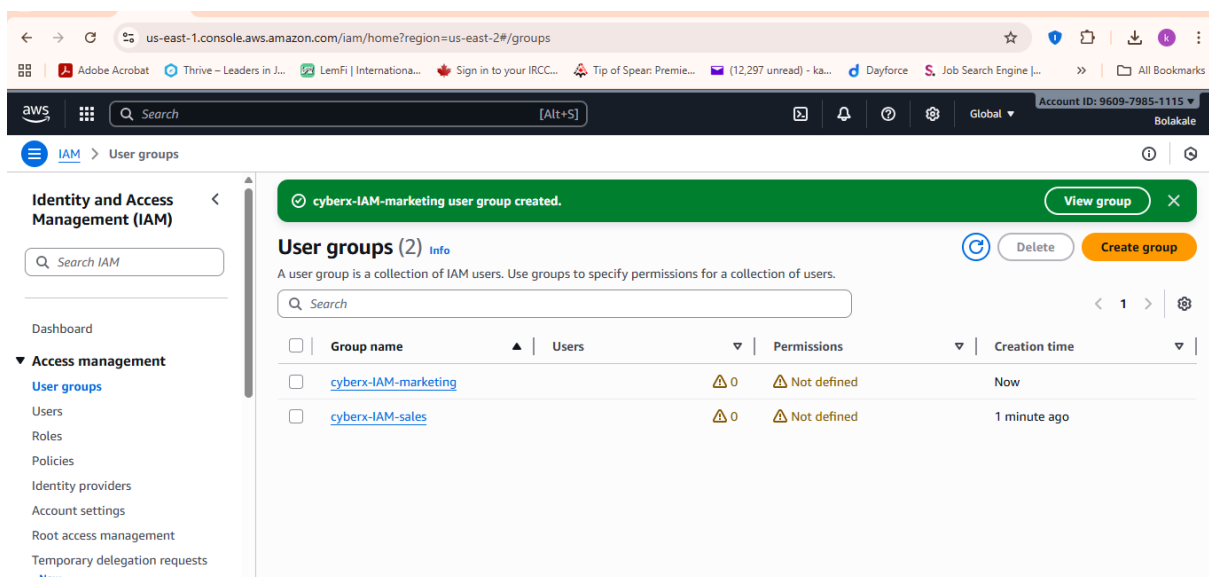 us-east-1.console.aws.amazon.com/iam/home?region=us-east-2#/groups
k
Adobe Acrobat Thrive – Leaders in J... LemFi | Internationa... Sign in to your IRCC... Tip of Spear: Premie... (12,297 unread) - ka... Dayforce Job Search Engine |... » All Bookmarks
aws Search [Alt+S] Global ▼ Account ID: 9609-7985-1115 ▼
Bolakale
IAM > User groups
Identity and Access
Management (IAM)
Search IAM
Dashboard
Access management
User groups
Users
Roles
Policies
Identity providers
Account settings
Root access management
Temporary delegation requests
New
cyberx-IAM-marketing user group created. View group
User groups (2) Info Delete Create group
A user group is a collection of IAM users. Use groups to specify permissions for a collection of users.
Search 1
Group name Users Permissions Creation time
cyberx-IAM-marketing 0 Not defined Now
cyberx-IAM-sales 0 Not defined 1 minute ago